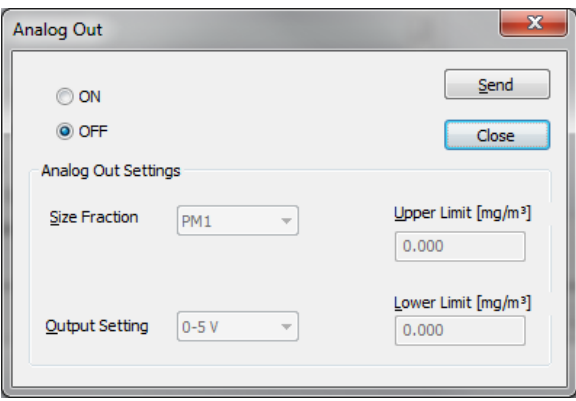 Analog Out
ON
Send
OFF
Close
Analog Out Settings
Size Fraction
PM1
Upper Limit [mg/m³]
0.000
Output Setting
0-5 V
Lower Limit [mg/m³]
0.000